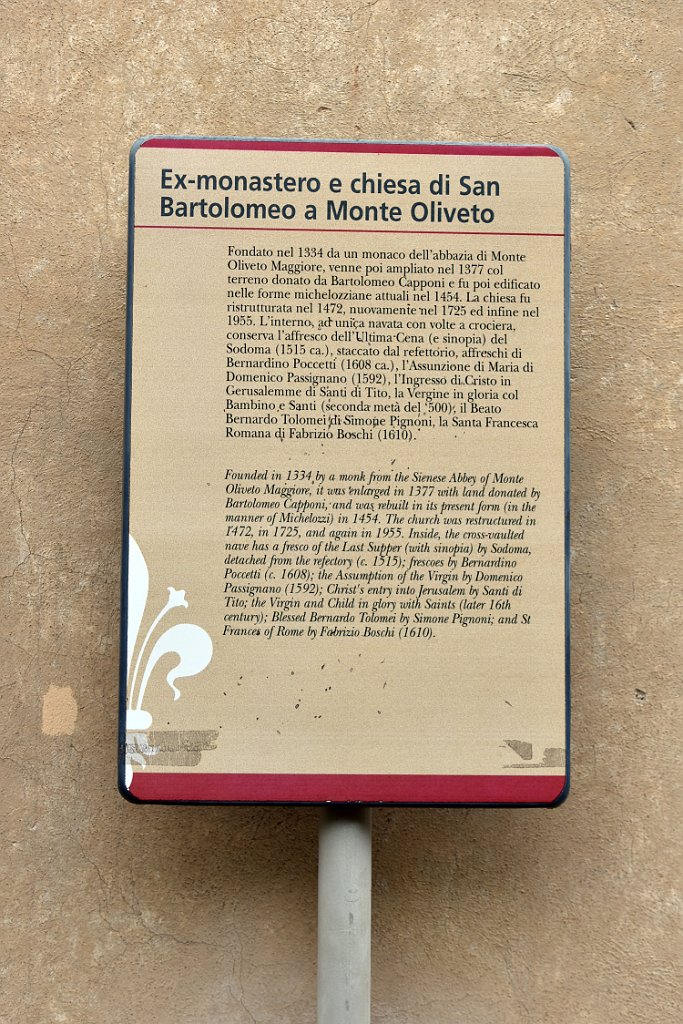 Ex-monastero e chiesa di San
Bartolomeo a Monte Oliveto
Fondato nel 1334 da un monaco dell'abbazia di Monte
Oliveto Maggiore, venne poi ampliato nel 1377 col
terreno donato da Bartolomeo Capponi e fu poi edificato
nelle forme michelozziane attuali nel 1454. La chiesa fu
ristrutturata nel 1472, nuovamente nel 1725 ed infine nel
1955. L'interno, ad unica navata con volte a crociera,
conserva l'affresco dell'Ultima Cena (e sinopia) del
Sodoma (1515 ca.), staccato dal refettorio, affreschi di
Bernardino Poccetti (1608 ca.), l'Assunzione di Maria di
Domenico Passignano (1592), l'Ingresso di Cristo in
Gerusalemme di Santi di Tito, la Vergine in gloria col
Bambino e Santi (seconda metà del '500); il Beato
Bernardo Tolomei di Simone Pignoni, la Santa Francesca
Romana di Fabrizio Boschi (1610).
Founded in 1334 by a monk from the Sienese Abbey of Monte
Oliveto Maggiore, it was enlarged in 1377 with land donated by
Bartolomeo Capponi, and was rebuilt in its present form (in the
manner of Michelozzi) in 1454. The church was restructured in
1472, in 1725, and again in 1955. Inside, the cross-vaulted
nave has a fresco of the Last Supper (with sinopia) by Sodoma,
detached from the refectory (c. 1515); frescoes by Bernardino
Poccetti (c. 1608); the Assumption of the Virgin by Domenico
Passignano (1592); Christ's entry into Jerusalem by Santi di
Tito; the Virgin and Child in glory with Saints (later 16th
century); Blessed Bernardo Tolomei by Simone Pignoni; and St
Frances of Rome by Fabrizio Boschi (1610).